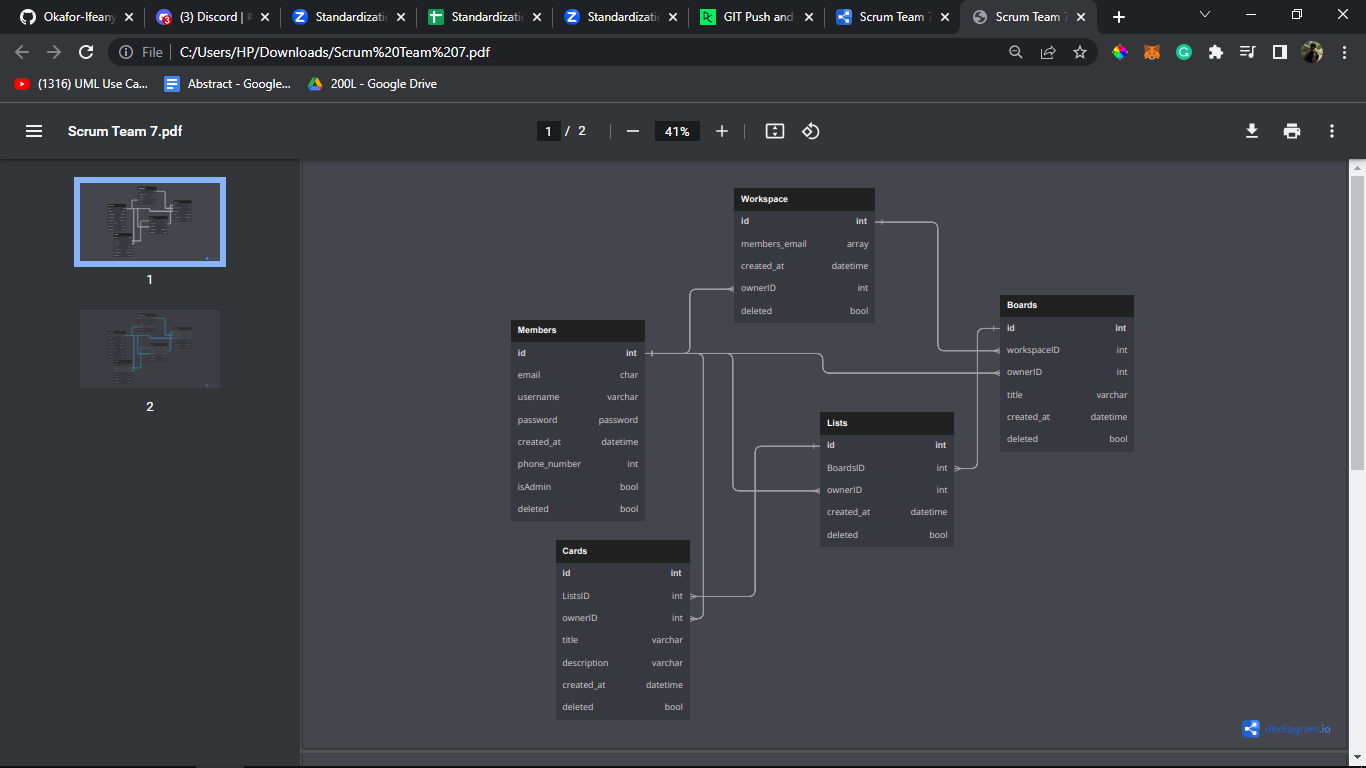 Okafor-Ifeany
(3) Discord |
Standardizatio
Standardizatio
Standardizatio
GIT Push and
Scrum Team 7
Scrum Team 7
File
C:/Users/HP/Downloads/Scrum%20Team%207.pdf
(1316) UML Use Ca...
Abstract - Google...
200L - Google Drive
Scrum Team 7.pdf
1 / 2
41%
1
2
Workspace
id int
members_email array
created_at datetime
ownerID int
deleted bool
Members
id int
email char
username varchar
password password
created_at datetime
phone_number int
isAdmin bool
deleted bool
Boards
id int
workspaceID int
ownerID int
title varchar
created_at datetime
deleted bool
Lists
id int
BoardsID int
ownerID int
created_at datetime
deleted bool
Cards
id int
ListsID int
ownerID int
title varchar
description varchar
created_at datetime
deleted bool
dbdiagram.io